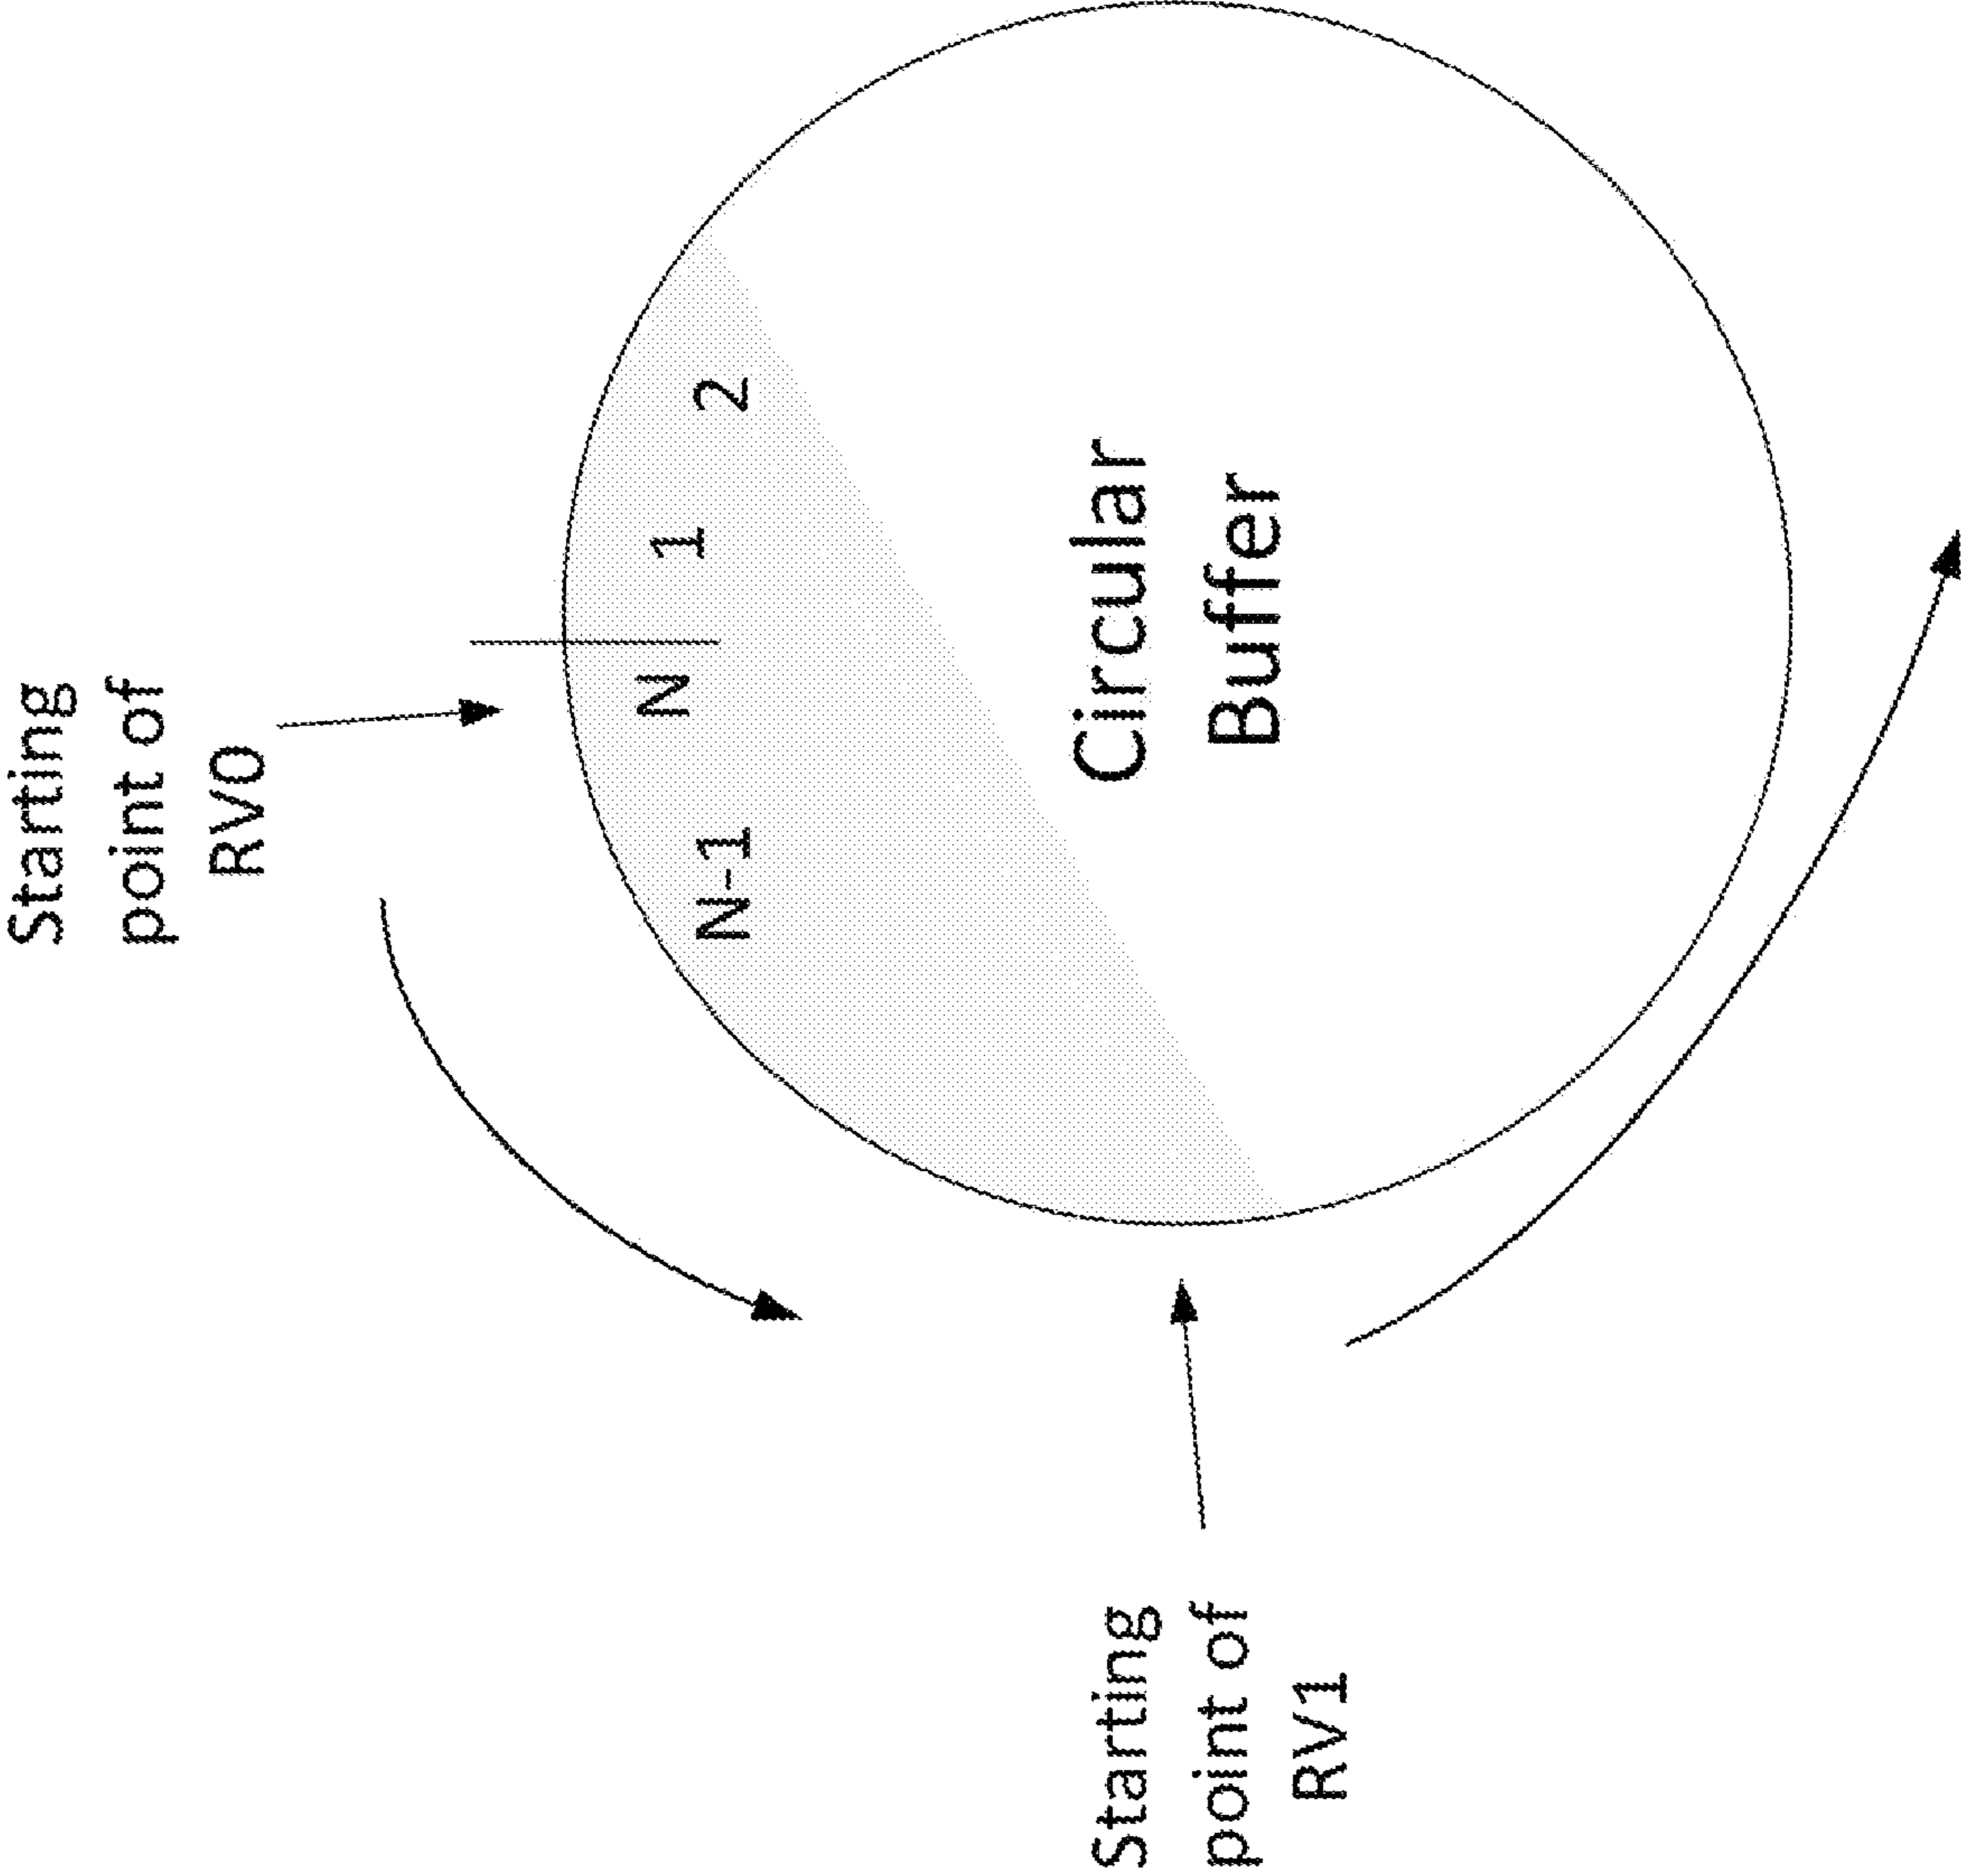 Starting
point of
RV0
N-1 N 1 2
Starting
point of
RV1
Circular
Buffer